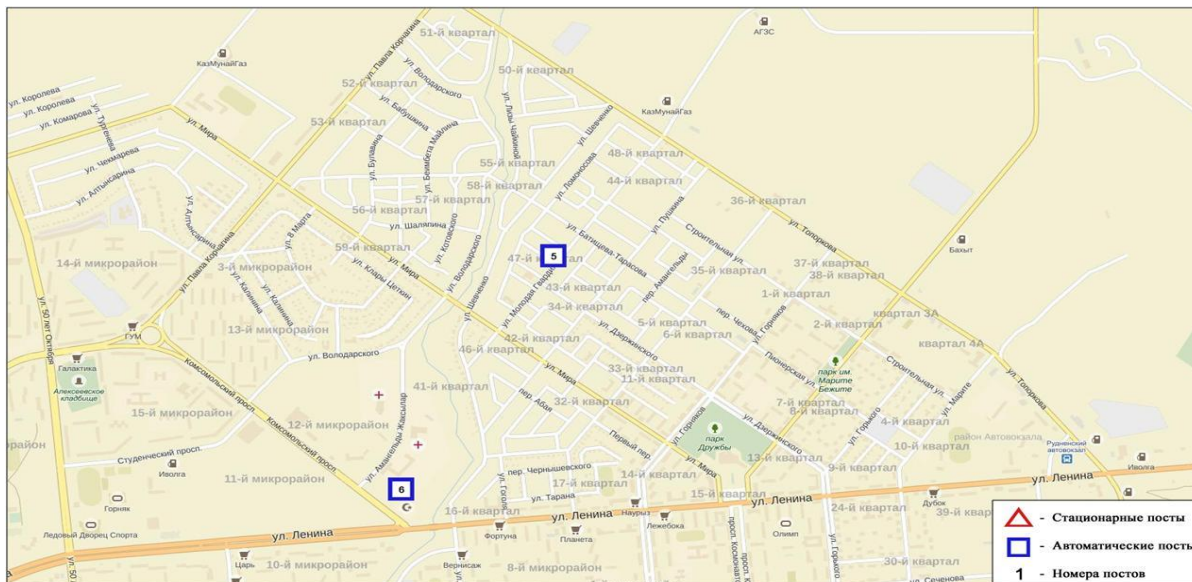 51-й квартал
АГЗС
КазМунайГаз
ул. Павла Корчагина
ул. Володарского
50-й квартал
52-й квартал
ул. Королева
ул. Королева
ул. Комарова
ул. Тургенева
ул. Мира
ул. Бабушкина
ул. Лизы Чайкиной
КазМунайГаз
53-й квартал
ул. Булавина
ул. Беимбета Майлина
ул. Шевченко
ул. Чекмарева
ул. Алтынсарина
55-й квартал
48-й квартал
ул. Ломоносова
58-й квартал
44-й квартал
57-й квартал
36-й квартал
ул. Алтынсарина
ул. 8 Марта
56-й квартал
ул. Шаляпина
ул. Котовского
ул. Пушкина
ул. Топоркова
ул. Батищева-Тарасова
Строительная ул.
Бахыт
59-й квартал
ул. Мира
ул. Володарского
5
47-й квартал
14-й микрорайон
3-й микрорайон
ул. Павла Корчагина
ул. Клары Цеткин
пер. Амангельды
35-й квартал
37-й квартал
38-й квартал
ул. Калинина
ул. Калинина
43-й квартал
ул. Шевченко
ул. Молодая Гвардия
34-й квартал
1-й квартал
ул. 50 лет Октября
13-й микрорайон
5-й квартал
6-й квартал
пер. Чехова
ул. Горняков
2-й квартал
квартал 3А
ГУМ
42-й квартал
ул. Дзержинского
46-й квартал
квартал 4А
ул. Володарского
Галактика
Пионерская ул.
парк им.
Марите
Бежите
Строительная ул.
Алексеевское
кладбище
Комсомольский просп.
41-й квартал
ул. Мира
33-й квартал
11-й квартал
ул. Топоркова
15-й микрорайон
пер. Абая
32-й квартал
7-й квартал
8-й квартал
ул. Марите
12-й микрорайон
ул. Горняков
парк
Дружбы
ул. Горького
4-й квартал
Первый пер.
ул. Дзержинского
10-й квартал
район Автовокзала
Студенческий просп.
Комсомольский просп.
ул. Амангельды Жаксылар
ул. Мира
13-й квартал
Рудненский
автовокзал
Иволга
пер. Чернышевского
14-й квартал
9-й квартал
Иволга
11-й микрорайон
ул. Гоголя
17-й квартал
ул. Ленина
6
ул. Тарана
15-й квартал
Горняк
16-й квартал
ул. Ленина
Наурыз
Дубок
24-й квартал
39-й квартал
Ледовый Дворец Спорта
ул. Ленина
Фортуна
Планета
Лежебока
просп. Космонавтов
Олимп
ул. Горького
ул. 50
Царь
10-й микрорайон
Вернисаж
8-й микрорайон
30-й квартал
ул. Сеченова
- Стационарные посты
- Автоматические посты
1 - Номера постов